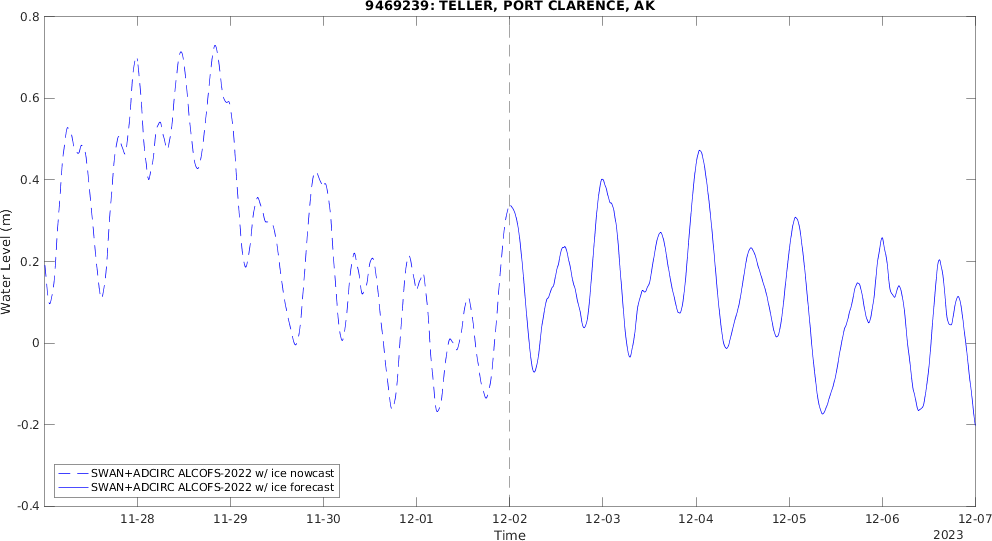 9469239: TELLER, PORT CLARENCE, AK
Water Level (m)
0.8
0.6
0.4
0.2
0
-0.2
-0.4
SWAN+ADCIRC ALCOFS-2022 w/ ice nowcast
SWAN+ADCIRC ALCOFS-2022 w/ ice forecast
11-28 11-29 11-30 12-01 12-02 12-03 12-04 12-05 12-06 12-07
Time
2023